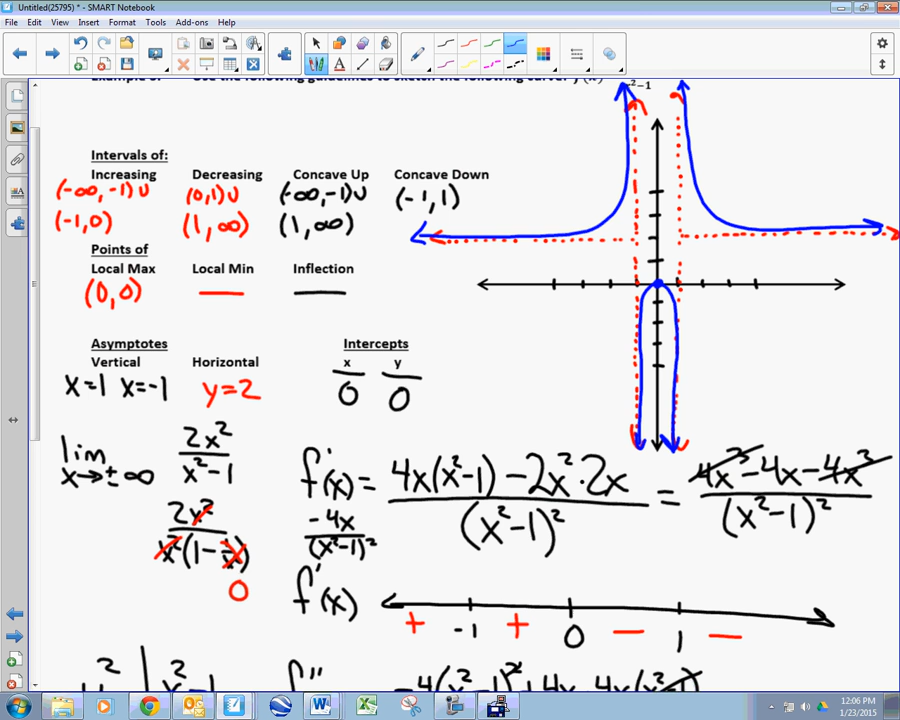 Untitled(25795) - SMART Notebook
File Edit View Insert Format Tools Add-ons Help
x²-1
Intervals of:
Increasing Decreasing Concave Up Concave Down
(-∞,-1)∪ (0,1)∪ (-∞,-1)∪ (-1,1)
(-1,0) (1,∞) (1,∞)
Points of
Local Max Local Min Inflection
(0,0) — —
Asymptotes Intercepts
Vertical Horizontal x y
x=1 x=-1 y=2 0 0
lim x→±∞ 2x²/(x²-1)
2x²/(x²(1-1/x²))
0
f'(x) = (4x(x²-1) - 2x²·2x)/(x²-1)² = (4x³-4x-4x³)/(x²-1)²
-4x/(x²-1)²
f'(x)
+ -1 + 0 — 1 —
f"
12:06 PM
1/23/2015